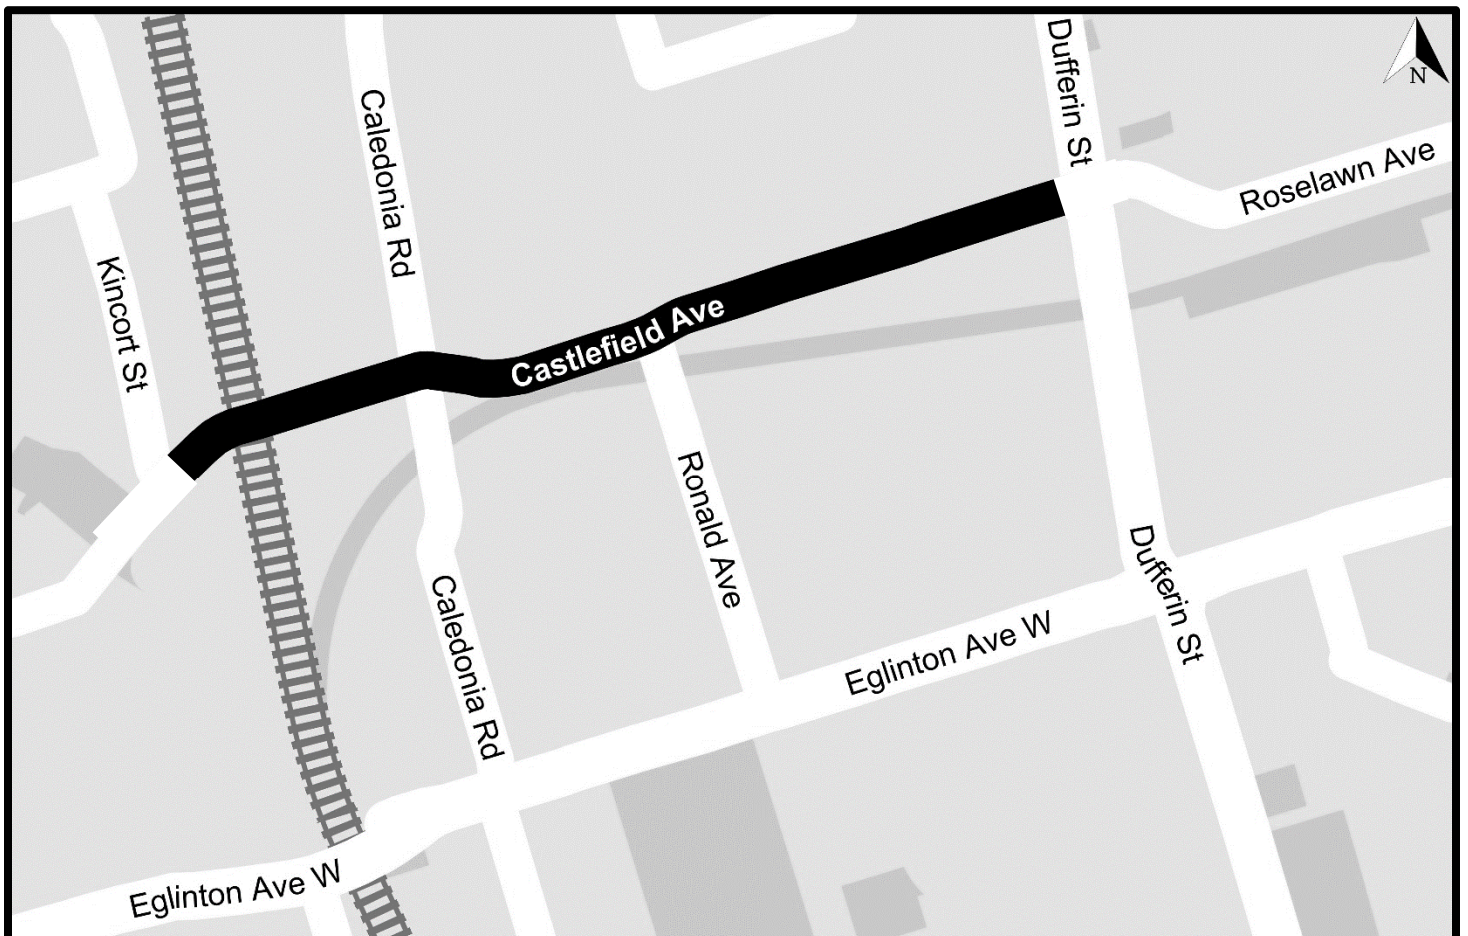 Dufferin St
N
Caledonia Rd
Roselawn Ave
Kincort St
Castlefield Ave
Ronald Ave
Dufferin St
Caledonia Rd
Eglinton Ave W
Eglinton Ave W